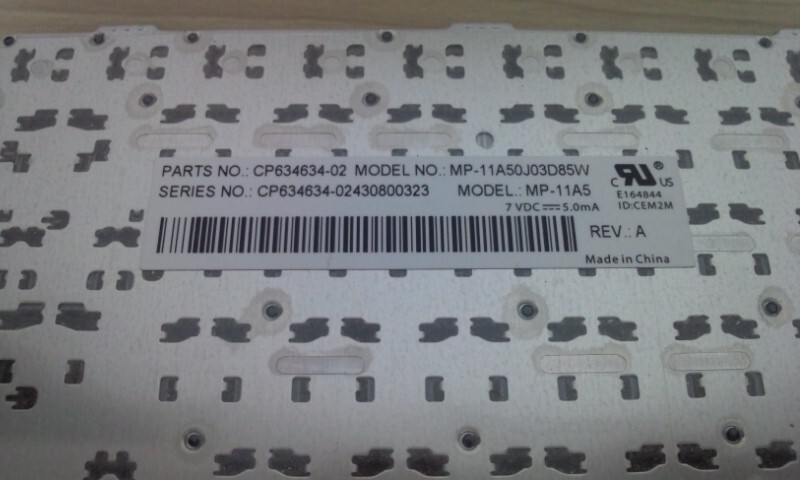 PARTS NO.: CP634634-02 MODEL NO.: MP-11A50J03D85W
SERIES NO.: CP634634-02430800323 MODEL.: MP-11A5
7 VDC⎓5.0mA
C RU ® US
E164844
ID:CEM2M
REV.: A
Made in China